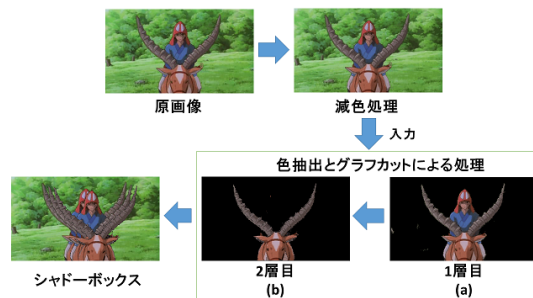 原画像
減色処理
入力
色抽出とグラフカットによる処理
シャドーボックス
2層目
(b)
1層目
(a)